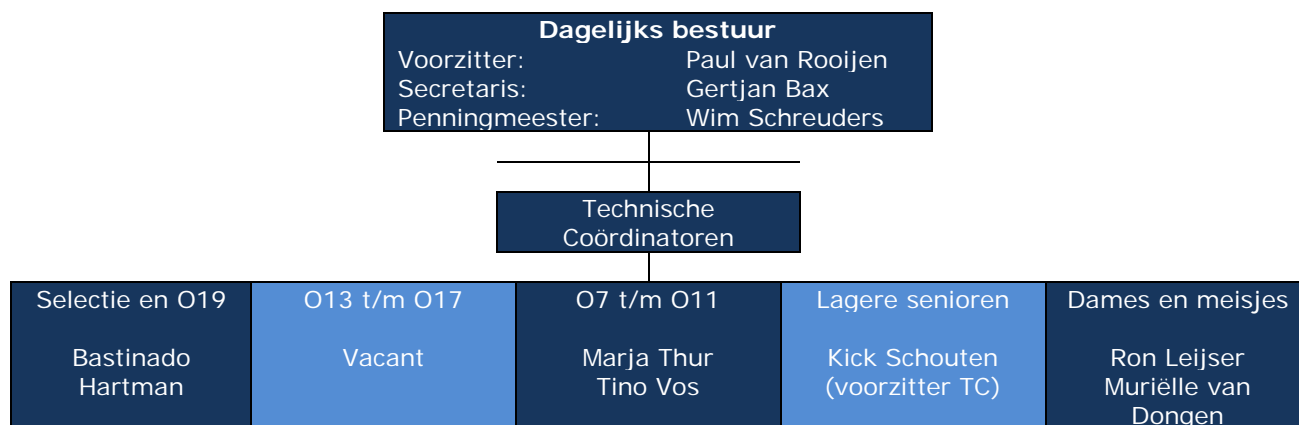 Dagelijks bestuur
Voorzitter: Paul van Rooijen
Secretaris: Gertjan Bax
Penningmeester: Wim Schreuders
Technische
Coördinatoren
Selectie en O19
Bastinado
Hartman
O13 t/m O17
Vacant
O7 t/m O11
Marja Thur
Tino Vos
Lagere senioren
Kick Schouten
(voorzitter TC)
Dames en meisjes
Ron Leijser
Muriëlle van
Dongen